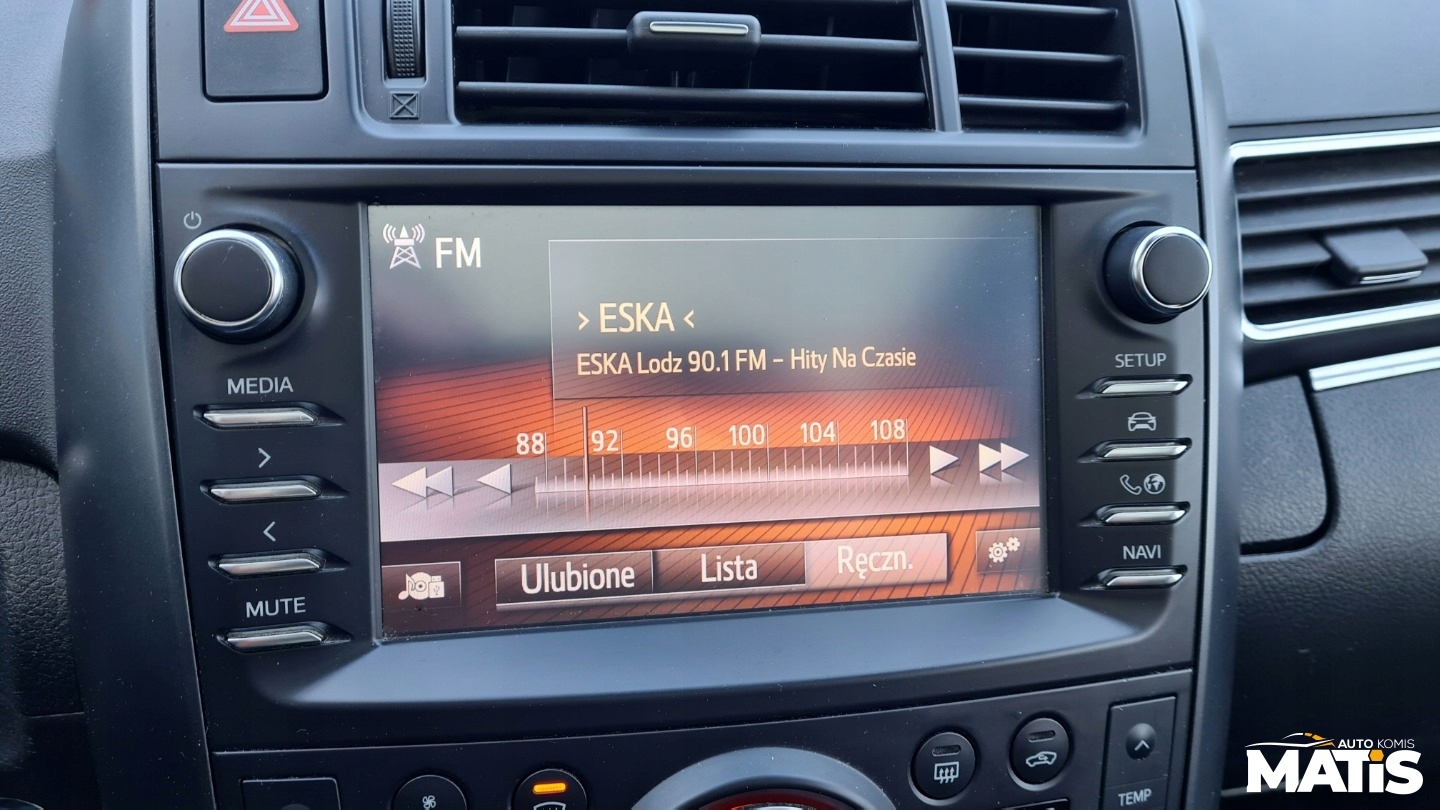 FM
> ESKA <
ESKA Lodz 90.1 FM – Hity Na Czasie
88 92 96 100 104 108
Ulubione Lista Ręczn.
MEDIA
>
<
MUTE
SETUP
NAVI
TEMP
AUTO KOMIS
MATiS